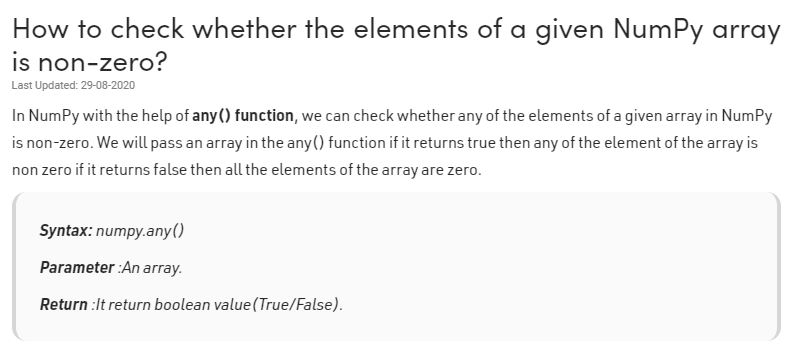 How to check whether the elements of a given NumPy array
is non-zero?
Last Updated: 29-08-2020
In NumPy with the help of any() function, we can check whether any of the elements of a given array in NumPy
is non-zero. We will pass an array in the any() function if it returns true then any of the element of the array is
non zero if it returns false then all the elements of the array are zero.
Syntax: numpy.any()
Parameter :An array.
Return :It return boolean value(True/False).